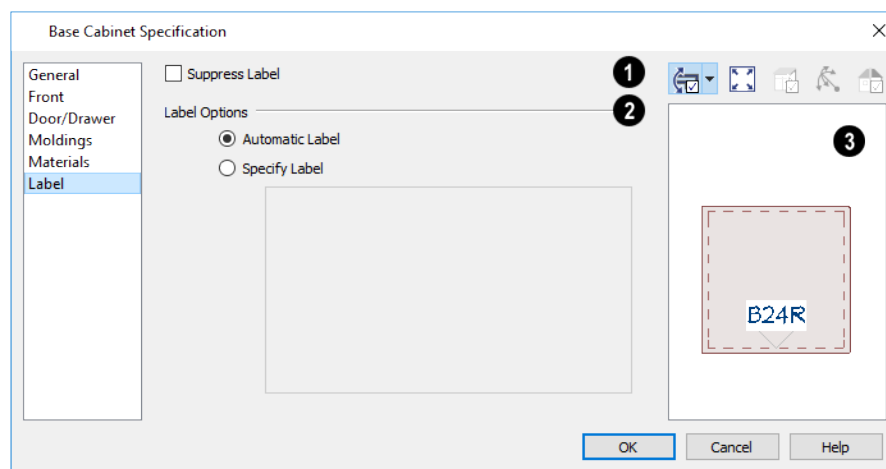 Base Cabinet Specification
General
Front
Door/Drawer
Moldings
Materials
Label
Suppress Label
1
Label Options
2
Automatic Label
Specify Label
3
B24R
OK
Cancel
Help